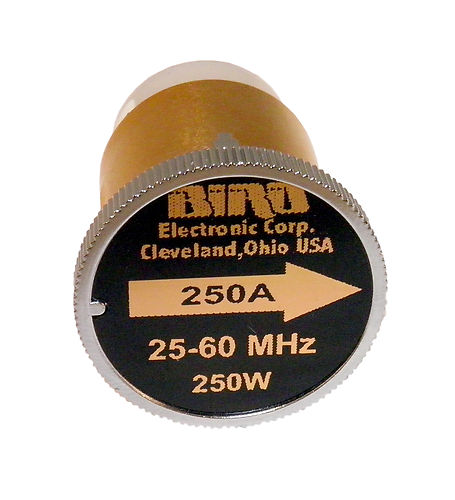 BIRD
Electronic Corp.
Cleveland,Ohio USA
250A
25-60 MHz
250W